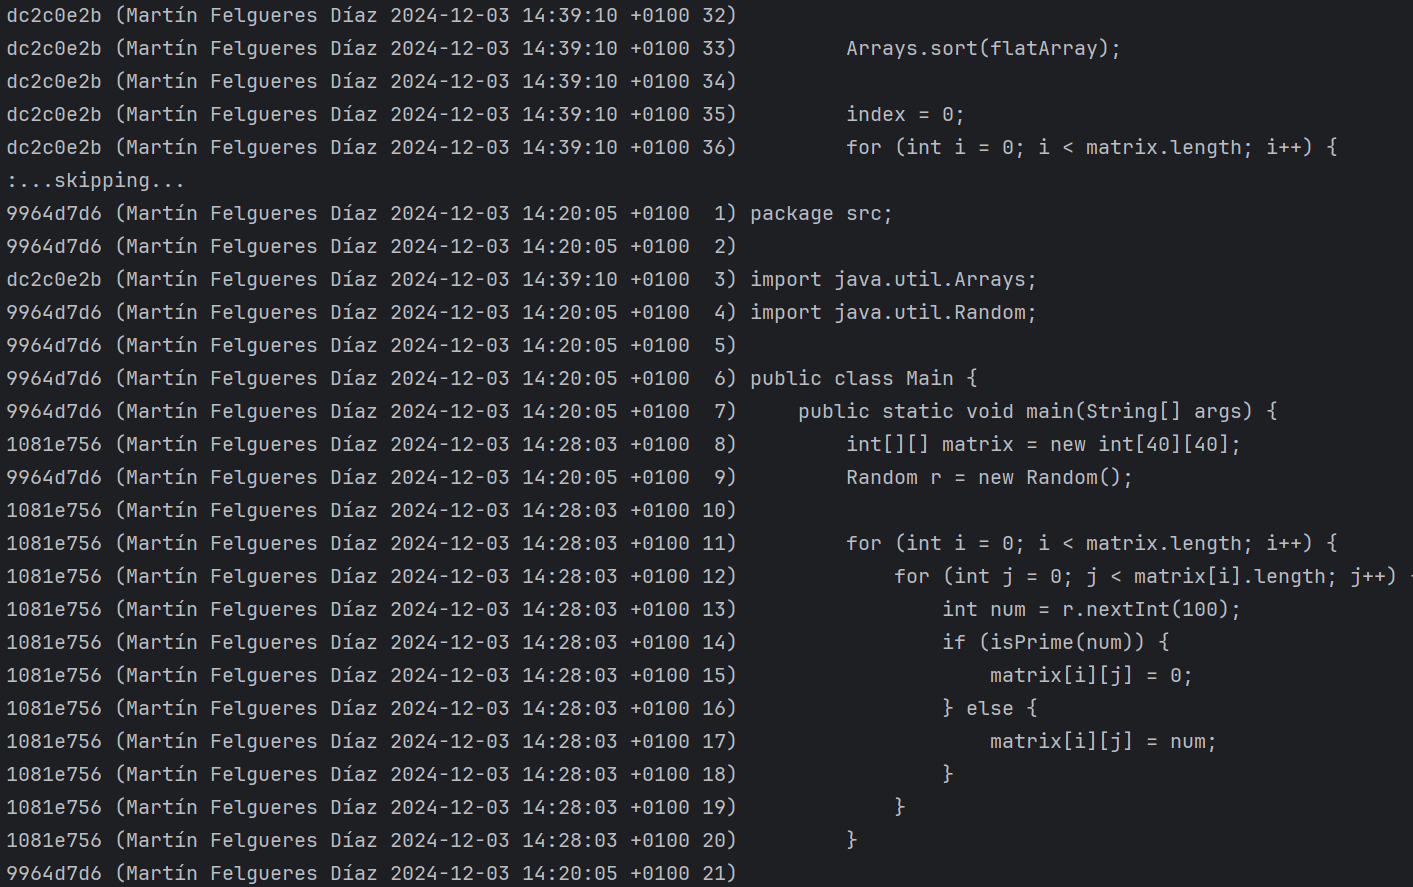 dc2c0e2b (Martín Felgueres Díaz 2024-12-03 14:39:10 +0100 32)
dc2c0e2b (Martín Felgueres Díaz 2024-12-03 14:39:10 +0100 33)         Arrays.sort(flatArray);
dc2c0e2b (Martín Felgueres Díaz 2024-12-03 14:39:10 +0100 34)
dc2c0e2b (Martín Felgueres Díaz 2024-12-03 14:39:10 +0100 35)         index = 0;
dc2c0e2b (Martín Felgueres Díaz 2024-12-03 14:39:10 +0100 36)         for (int i = 0; i < matrix.length; i++) {
:...skipping...
9964d7d6 (Martín Felgueres Díaz 2024-12-03 14:20:05 +0100  1) package src;
9964d7d6 (Martín Felgueres Díaz 2024-12-03 14:20:05 +0100  2)
dc2c0e2b (Martín Felgueres Díaz 2024-12-03 14:39:10 +0100  3) import java.util.Arrays;
9964d7d6 (Martín Felgueres Díaz 2024-12-03 14:20:05 +0100  4) import java.util.Random;
9964d7d6 (Martín Felgueres Díaz 2024-12-03 14:20:05 +0100  5)
9964d7d6 (Martín Felgueres Díaz 2024-12-03 14:20:05 +0100  6) public class Main {
9964d7d6 (Martín Felgueres Díaz 2024-12-03 14:20:05 +0100  7)     public static void main(String[] args) {
1081e756 (Martín Felgueres Díaz 2024-12-03 14:28:03 +0100  8)         int[][] matrix = new int[40][40];
9964d7d6 (Martín Felgueres Díaz 2024-12-03 14:20:05 +0100  9)         Random r = new Random();
1081e756 (Martín Felgueres Díaz 2024-12-03 14:28:03 +0100 10)
1081e756 (Martín Felgueres Díaz 2024-12-03 14:28:03 +0100 11)         for (int i = 0; i < matrix.length; i++) {
1081e756 (Martín Felgueres Díaz 2024-12-03 14:28:03 +0100 12)             for (int j = 0; j < matrix[i].length; j++) {
1081e756 (Martín Felgueres Díaz 2024-12-03 14:28:03 +0100 13)                 int num = r.nextInt(100);
1081e756 (Martín Felgueres Díaz 2024-12-03 14:28:03 +0100 14)                 if (isPrime(num)) {
1081e756 (Martín Felgueres Díaz 2024-12-03 14:28:03 +0100 15)                     matrix[i][j] = 0;
1081e756 (Martín Felgueres Díaz 2024-12-03 14:28:03 +0100 16)                 } else {
1081e756 (Martín Felgueres Díaz 2024-12-03 14:28:03 +0100 17)                     matrix[i][j] = num;
1081e756 (Martín Felgueres Díaz 2024-12-03 14:28:03 +0100 18)                 }
1081e756 (Martín Felgueres Díaz 2024-12-03 14:28:03 +0100 19)             }
1081e756 (Martín Felgueres Díaz 2024-12-03 14:28:03 +0100 20)         }
9964d7d6 (Martín Felgueres Díaz 2024-12-03 14:20:05 +0100 21)